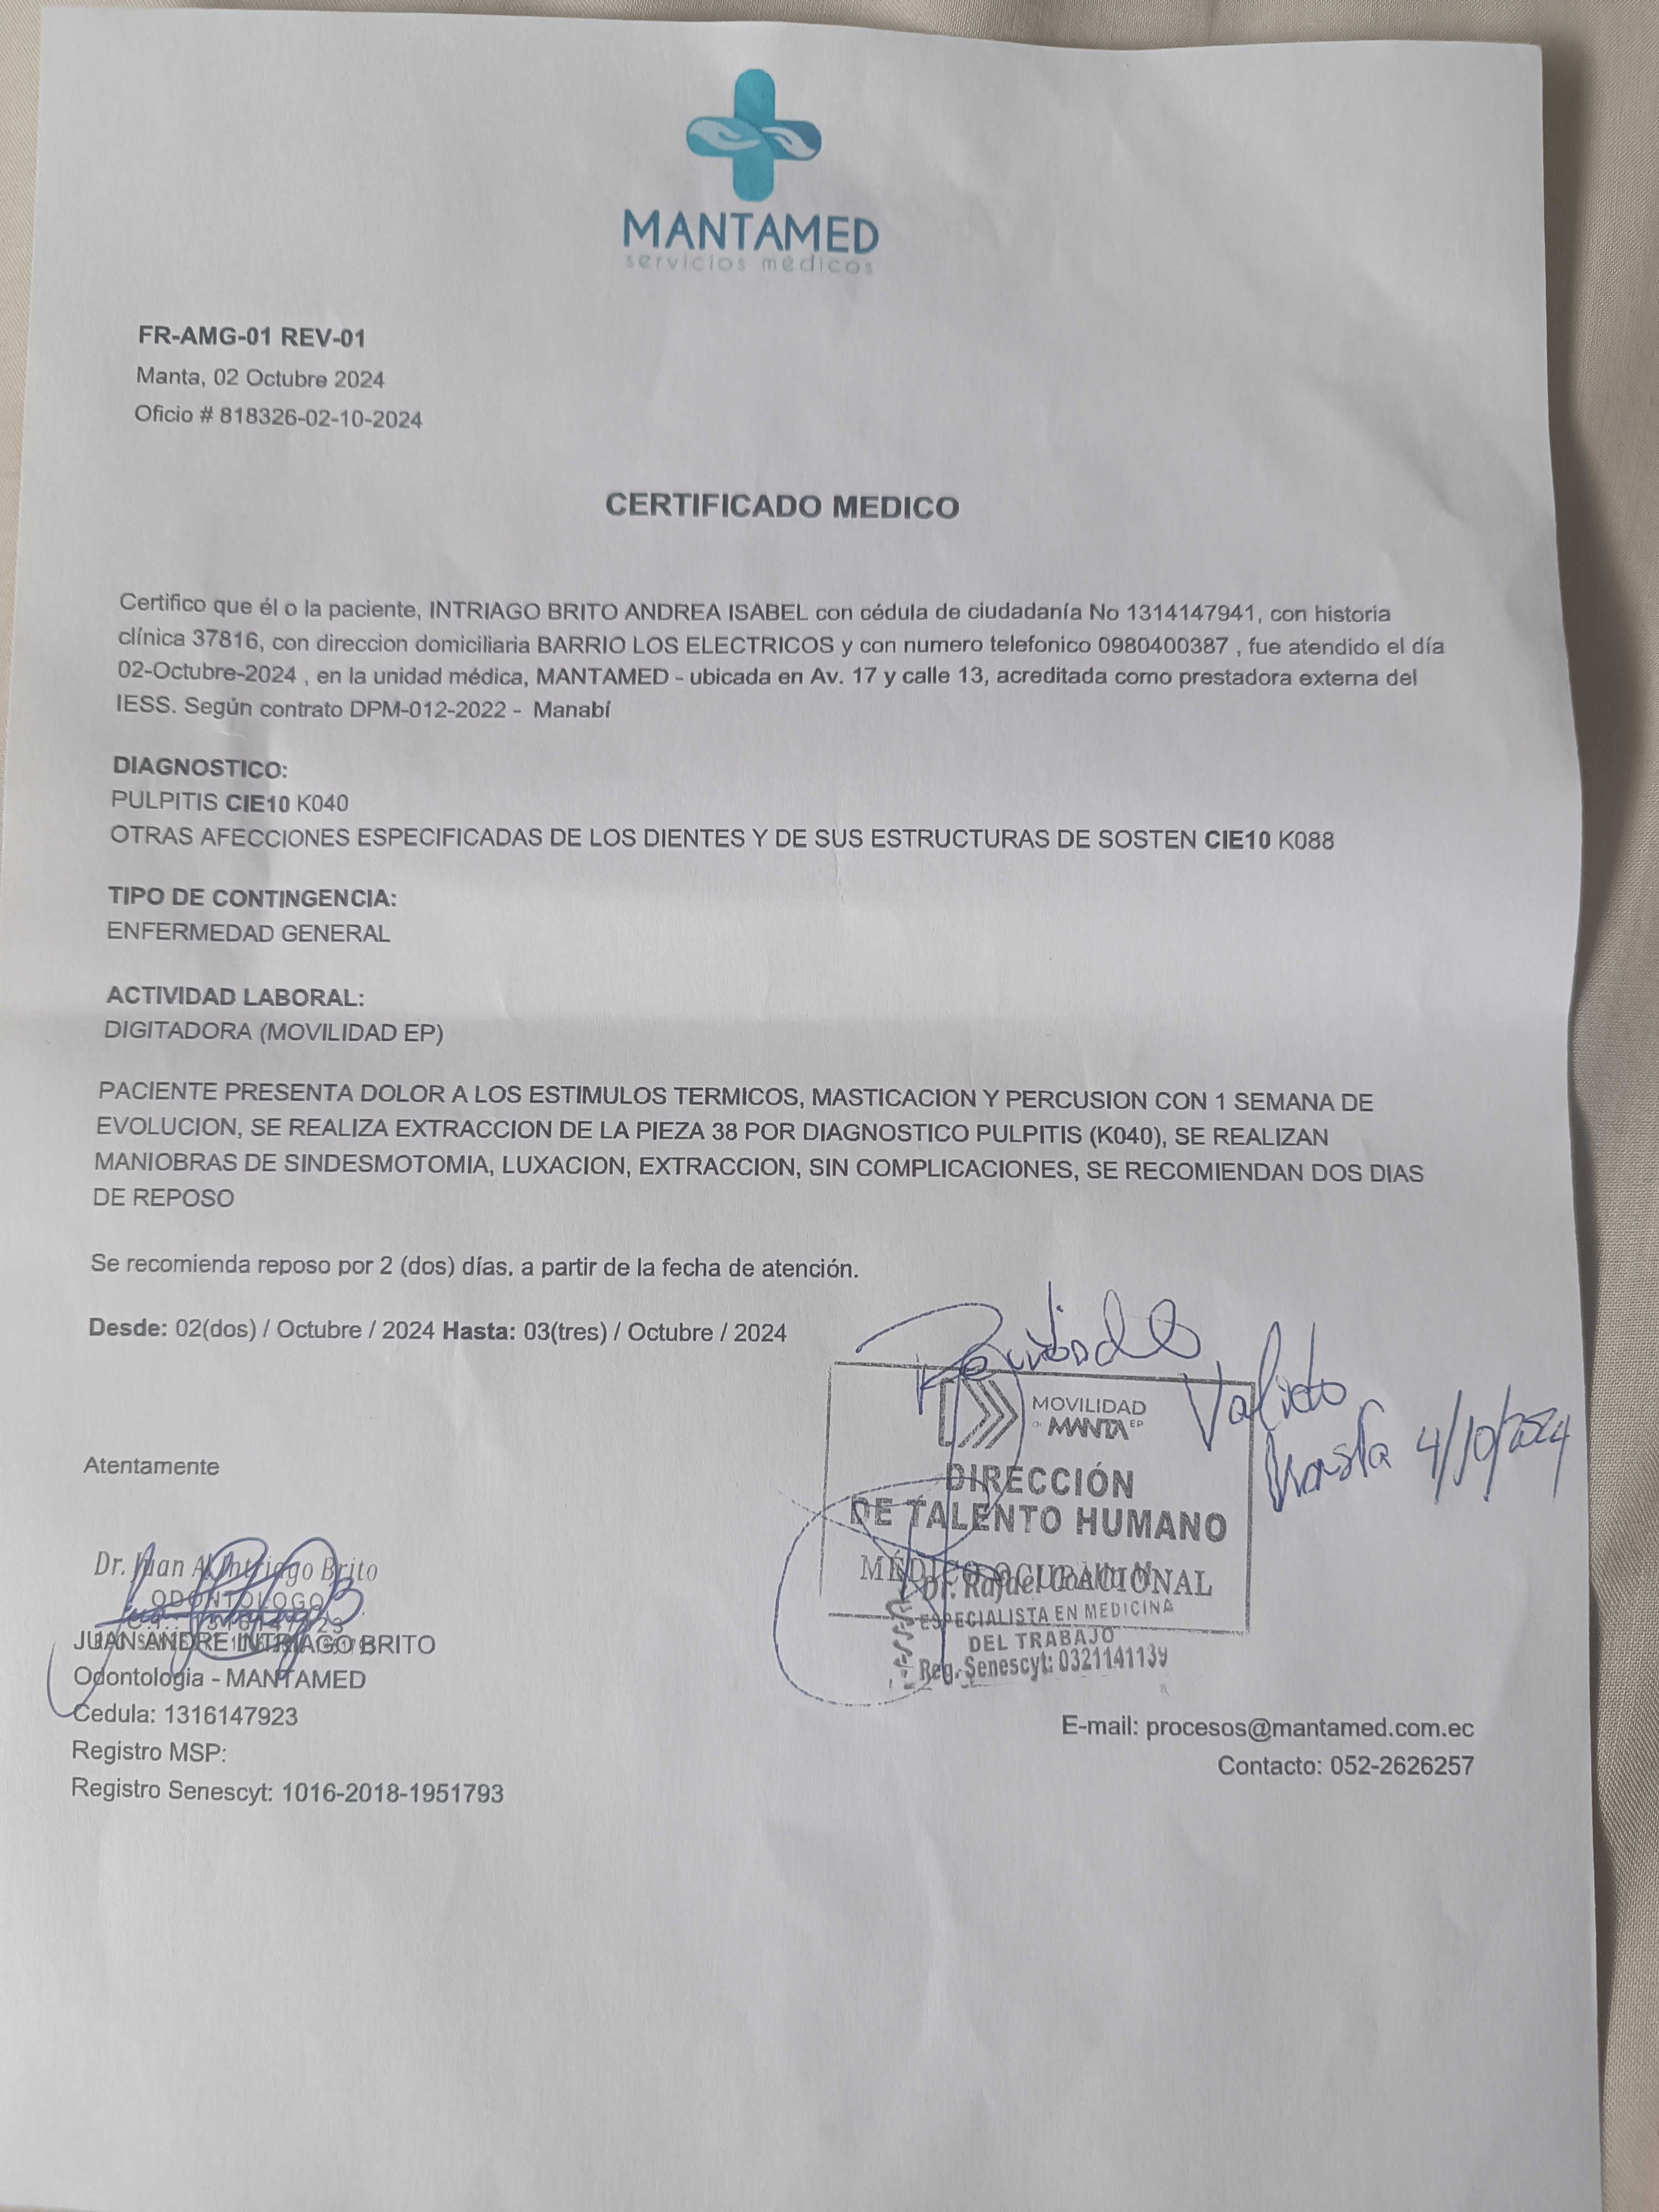 MANTAMED
servicios médicos
FR-AMG-01 REV-01
Manta, 02 Octubre 2024
Oficio # 818326-02-10-2024
CERTIFICADO MEDICO
Certifico que él o la paciente, INTRIAGO BRITO ANDREA ISABEL con cédula de ciudadanía No 1314147941, con historia
clínica 37816, con direccion domiciliaria BARRIO LOS ELECTRICOS y con numero telefonico 0980400387 , fue atendido el día
02-Octubre-2024 , en la unidad médica, MANTAMED - ubicada en Av. 17 y calle 13, acreditada como prestadora externa del
IESS. Según contrato DPM-012-2022 - Manabí
DIAGNOSTICO:
PULPITIS CIE10 K040
OTRAS AFECCIONES ESPECIFICADAS DE LOS DIENTES Y DE SUS ESTRUCTURAS DE SOSTEN CIE10 K088
TIPO DE CONTINGENCIA:
ENFERMEDAD GENERAL
ACTIVIDAD LABORAL:
DIGITADORA (MOVILIDAD EP)
PACIENTE PRESENTA DOLOR A LOS ESTIMULOS TERMICOS, MASTICACION Y PERCUSION CON 1 SEMANA DE
EVOLUCION, SE REALIZA EXTRACCION DE LA PIEZA 38 POR DIAGNOSTICO PULPITIS (K040), SE REALIZAN
MANIOBRAS DE SINDESMOTOMIA, LUXACION, EXTRACCION, SIN COMPLICACIONES, SE RECOMIENDAN DOS DIAS
DE REPOSO
Se recomienda reposo por 2 (dos) días. a partir de la fecha de atención.
Desde: 02(dos) / Octubre / 2024 Hasta: 03(tres) / Octubre / 2024
Valido
hasta 4/10/2024
MOVILIDAD
de MANTA EP
DIRECCIÓN
DE TALENTO HUMANO
MÉDICO OCUPACIONAL
Dr. Rafael
ESPECIALISTA EN MEDICINA
DEL TRABAJO
Reg. Senescyt: 0321141139
Atentamente
Dr. Juan A. Intriago Brito
ODONTOLOGO
JUAN ANDRE INTRIAGO BRITO
Odontologia - MANTAMED
Cedula: 1316147923
Registro MSP:
Registro Senescyt: 1016-2018-1951793
E-mail: procesos@mantamed.com.ec
Contacto: 052-2626257